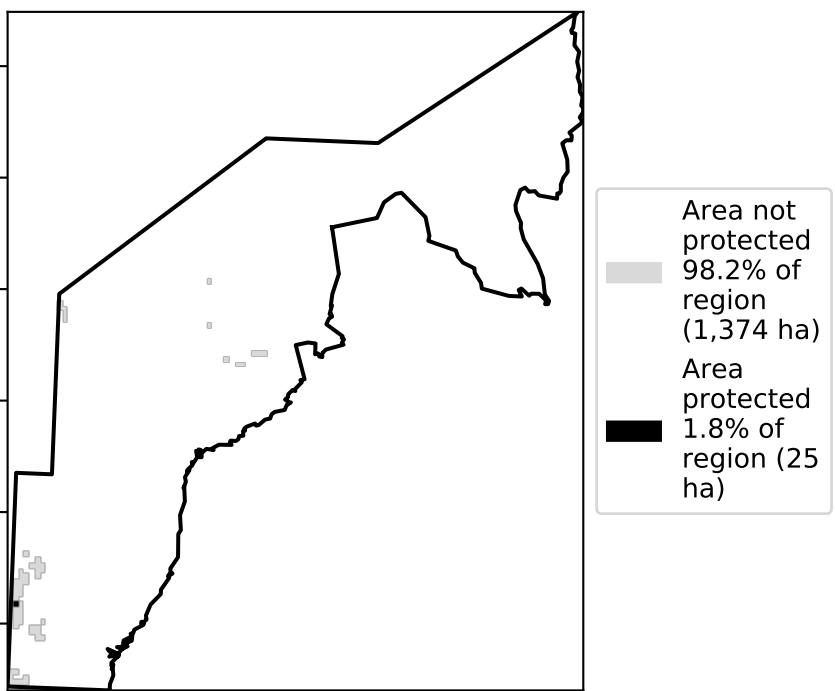 Area not
protected
98.2% of
region
(1,374 ha)
Area
protected
1.8% of
region (25
ha)